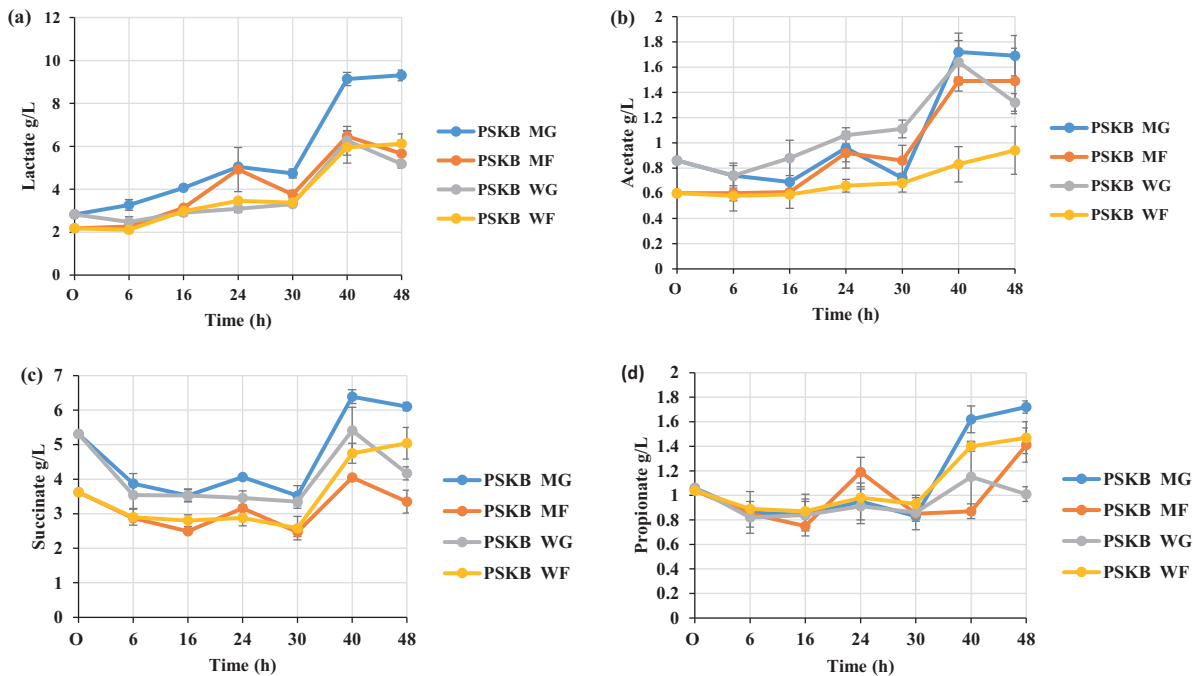 (a)
12
10
8
6
4
2
0
Lactate g/L
O 6 16 24 30 40 48
Time (h)
PSKB MG
PSKB MF
PSKB WG
PSKB WF
(b)
2
1.8
1.6
1.4
1.2
1
0.8
0.6
0.4
0.2
0
Acetate g/L
O 6 16 24 30 40 48
Time (h)
PSKB MG
PSKB MF
PSKB WG
PSKB WF
(c)
7
6
5
4
3
2
1
0
Succinate g/L
O 6 16 24 30 40 48
Time (h)
PSKB MG
PSKB MF
PSKB WG
PSKB WF
(d)
2
1.8
1.6
1.4
1.2
1
0.8
0.6
0.4
0.2
0
Propionate g/L
O 6 16 24 30 40 48
Time (h)
PSKB MG
PSKB MF
PSKB WG
PSKB WF